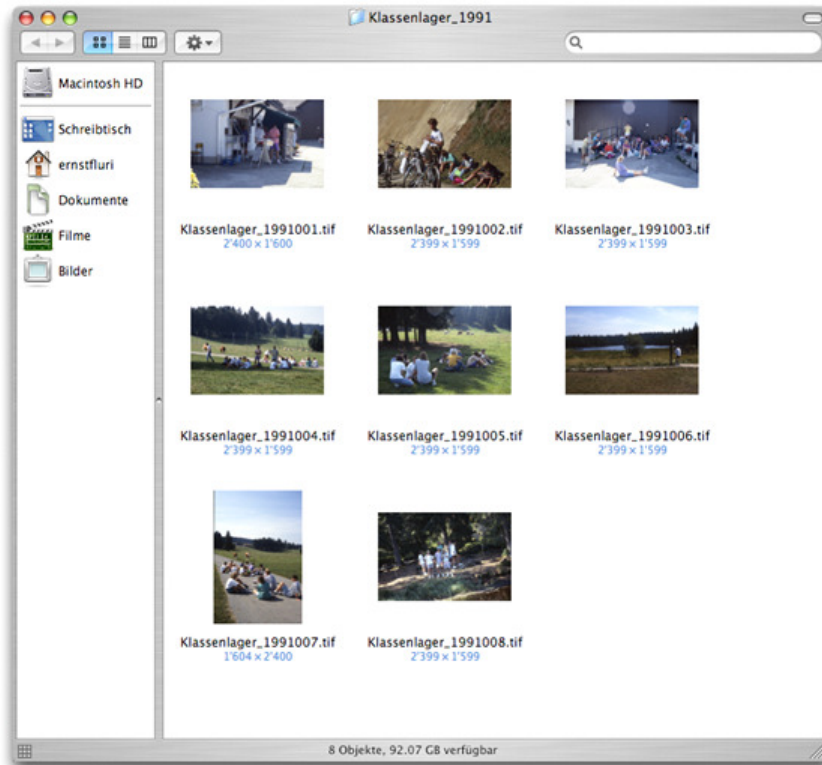 Klassenlager_1991
Macintosh HD
Schreibtisch
ernstfluri
Dokumente
Filme
Bilder
Klassenlager_1991001.tif
2'400 × 1'600
Klassenlager_1991002.tif
2'399 × 1'599
Klassenlager_1991003.tif
2'399 × 1'599
Klassenlager_1991004.tif
2'399 × 1'599
Klassenlager_1991005.tif
2'399 × 1'599
Klassenlager_1991006.tif
2'399 × 1'599
Klassenlager_1991007.tif
1'604 × 2'400
Klassenlager_1991008.tif
2'399 × 1'599
8 Objekte, 92.07 GB verfügbar